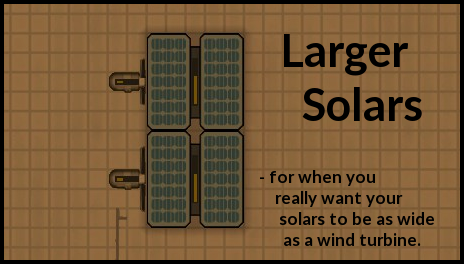 Larger
Solars
- for when you
really want your
solars to be as wide
as a wind turbine.